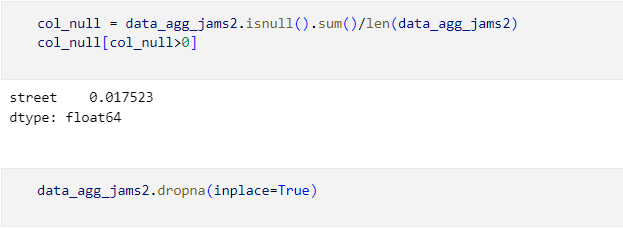 col_null = data_agg_jams2.isnull().sum()/len(data_agg_jams2)
col_null[col_null>0]
street    0.017523
dtype: float64
data_agg_jams2.dropna(inplace=True)